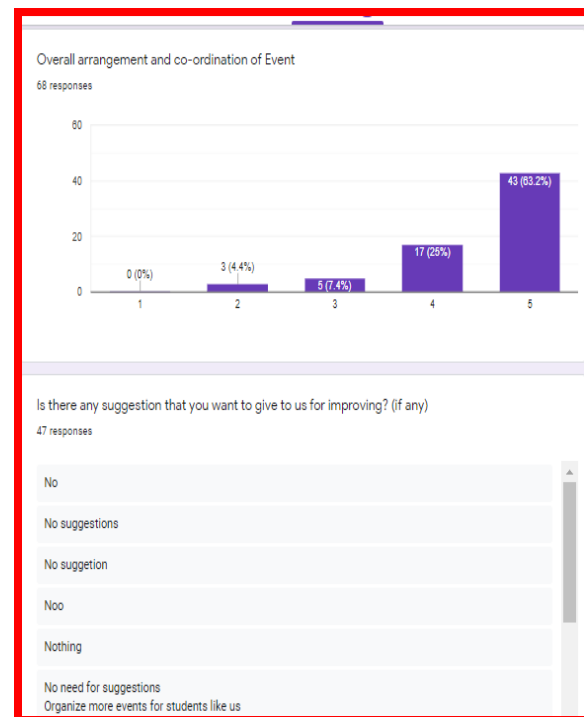 Overall arrangement and co-ordination of Event
68 responses
60
40
20
0
0 (0%)
3 (4.4%)
5 (7.4%)
17 (25%)
43 (63.2%)
1
2
3
4
5
Is there any suggestion that you want to give to us for improving? (if any)
47 responses
No
No suggestions
No suggetion
Noo
Nothing
No need for suggestions
Organize more events for students like us